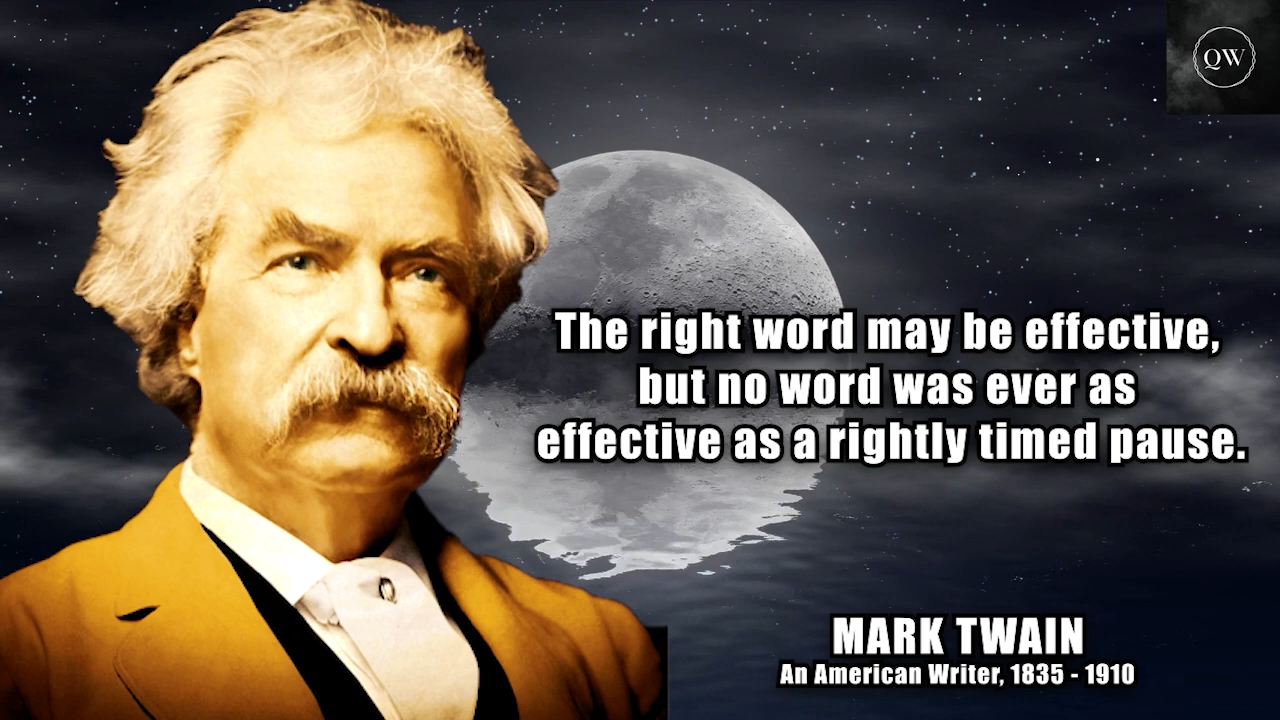 QW
The right word may be effective,
but no word was ever as
effective as a rightly timed pause.
MARK TWAIN
An American Writer, 1835 - 1910